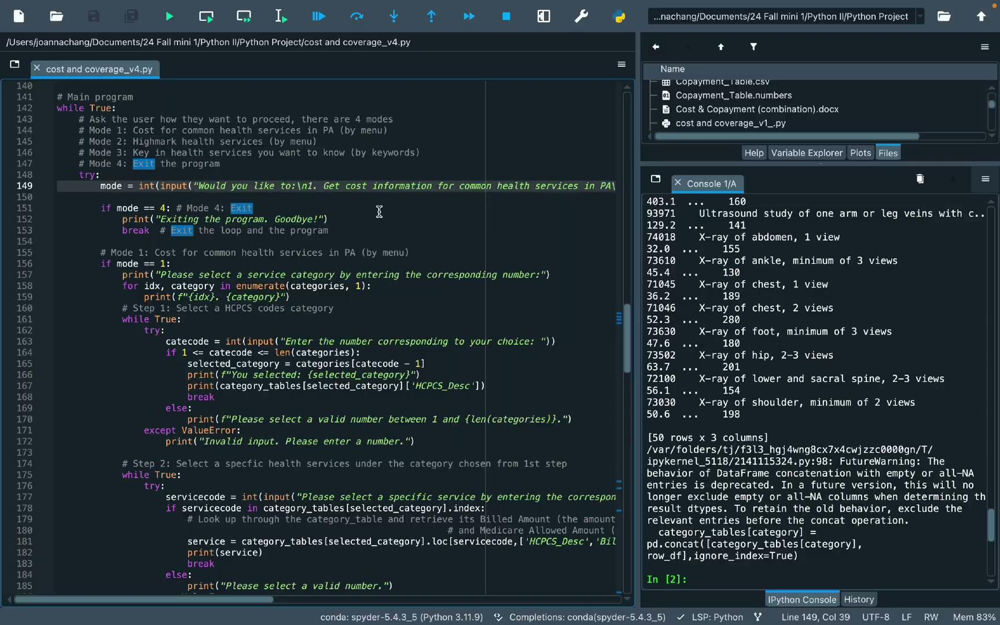 ...nachang/Documents/24 Fall mini 1/Python II/Python Project
/Users/joannachang/Documents/24 Fall mini 1/Python II/Python Project/cost and coverage_v4.py
cost and coverage_v4.py
140
141 # Main program
142 while True:
143 # Ask the user how they want to proceed, there are 4 modes
144 # Mode 1: Cost for common health services in PA (by menu)
145 # Mode 2: Highmark health services (by menu)
146 # Mode 3: Key in health services you want to know (by keywords)
147 # Mode 4: Exit the program
148 try:
149 mode = int(input("Would you like to:\n1. Get cost information for common health services in PA\
150
151 if mode == 4: # Mode 4: Exit
152 print("Exiting the program. Goodbye!")
153 break # Exit the loop and the program
154
155 # Mode 1: Cost for common health services in PA (by menu)
156 if mode == 1:
157 print("Please select a service category by entering the corresponding number:")
158 for idx, category in enumerate(categories, 1):
159 print(f"{idx}. {category}")
160 # Step 1: Select a HCPCS codes category
161 while True:
162 try:
163 catecode = int(input("Enter the number corresponding to your choice: "))
164 if 1 <= catecode <= len(categories):
165 selected_category = categories[catecode - 1]
166 print(f"You selected: {selected_category}")
167 print(category_tables[selected_category]['HCPCS_Desc'])
168 break
169 else:
170 print(f"Please select a valid number between 1 and {len(categories)}.")
171 except ValueError:
172 print("Invalid input. Please enter a number.")
173
174 # Step 2: Select a specfic health services under the category chosen from 1st step
175 while True:
176 try:
177 servicecode = int(input("Please select a specific service by entering the correspon
178 if servicecode in category_tables[selected_category].index:
179 # Look up through the category_table and retrieve its Billed Amount (the amount
180 # and Medicare Allowed Amount (
181 service = category_tables[selected_category].loc[servicecode,['HCPCS_Desc','Bil
182 print(service)
183 break
184 else:
185 print("Please select a valid number.")
Name
Copayment_Table.csv
Copayment_Table.numbers
Cost & Copayment (combination).docx
cost and coverage_v1_.py
Help Variable Explorer Plots Files
Console 1/A
403.1 ... 160
93971 Ultrasound study of one arm or leg veins with c..
129.2 ... 141
74018 X-ray of abdomen, 1 view
32.0 ... 155
73610 X-ray of ankle, minimum of 3 views
45.4 ... 130
71045 X-ray of chest, 1 view
36.2 ... 189
71046 X-ray of chest, 2 views
52.3 ... 280
73630 X-ray of foot, minimum of 3 views
47.6 ... 180
73502 X-ray of hip, 2-3 views
63.7 ... 201
72100 X-ray of lower and sacral spine, 2-3 views
56.1 ... 154
73030 X-ray of shoulder, minimum of 2 views
50.6 ... 198
[50 rows x 3 columns]
/var/folders/tj/f3l3_hgj4wng8cx7x4cwjzzc0000gn/T/
ipykernel_5118/2141115324.py:98: FutureWarning: The
behavior of DataFrame concatenation with empty or all-NA
entries is deprecated. In a future version, this will no
longer exclude empty or all-NA columns when determining th
result dtypes. To retain the old behavior, exclude the
relevant entries before the concat operation.
category_tables[category] =
pd.concat([category_tables[category],
row_df],ignore_index=True)
In [2]:
IPython Console History
conda: spyder-5.4.3_5 (Python 3.11.9) Completions: conda(spyder-5.4.3_5) LSP: Python Line 149, Col 39 UTF-8 LF RW Mem 83%